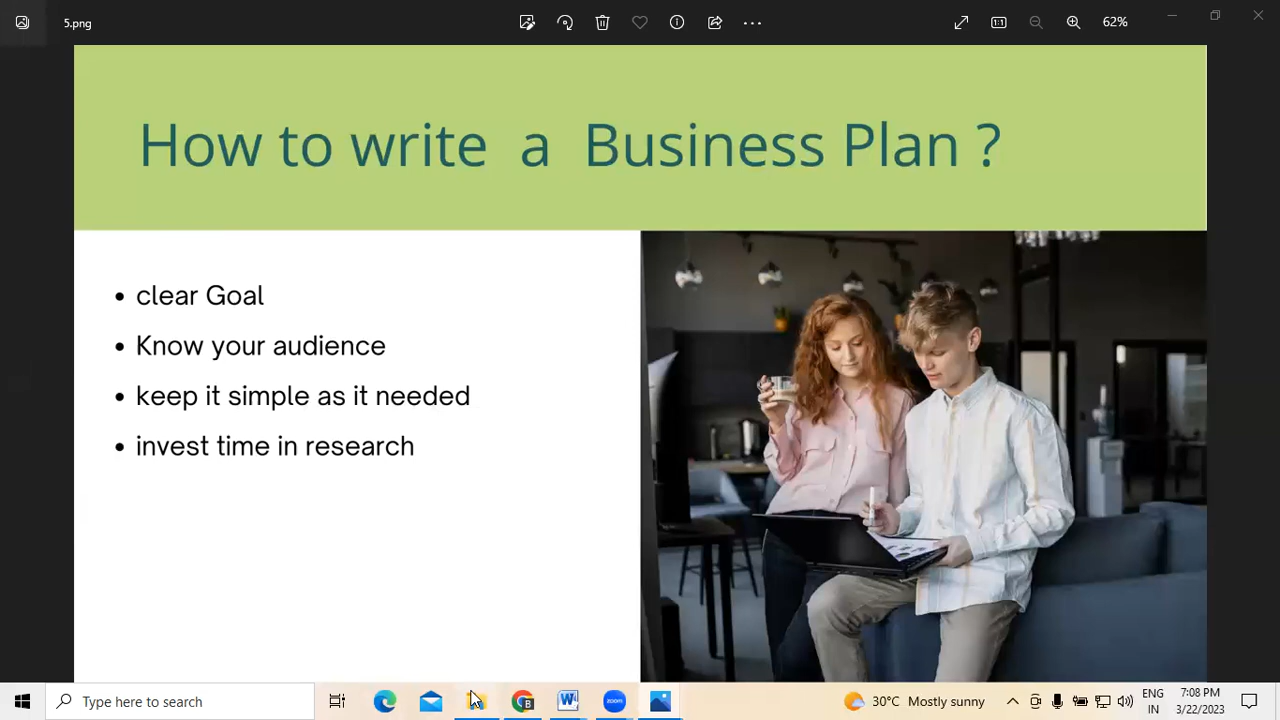 5.png
62%
How to write a Business Plan ?
clear Goal
Know your audience
keep it simple as it needed
invest time in research
Type here to search
B
W
zoom
30°C Mostly sunny
ENG
IN
7:08 PM
3/22/2023